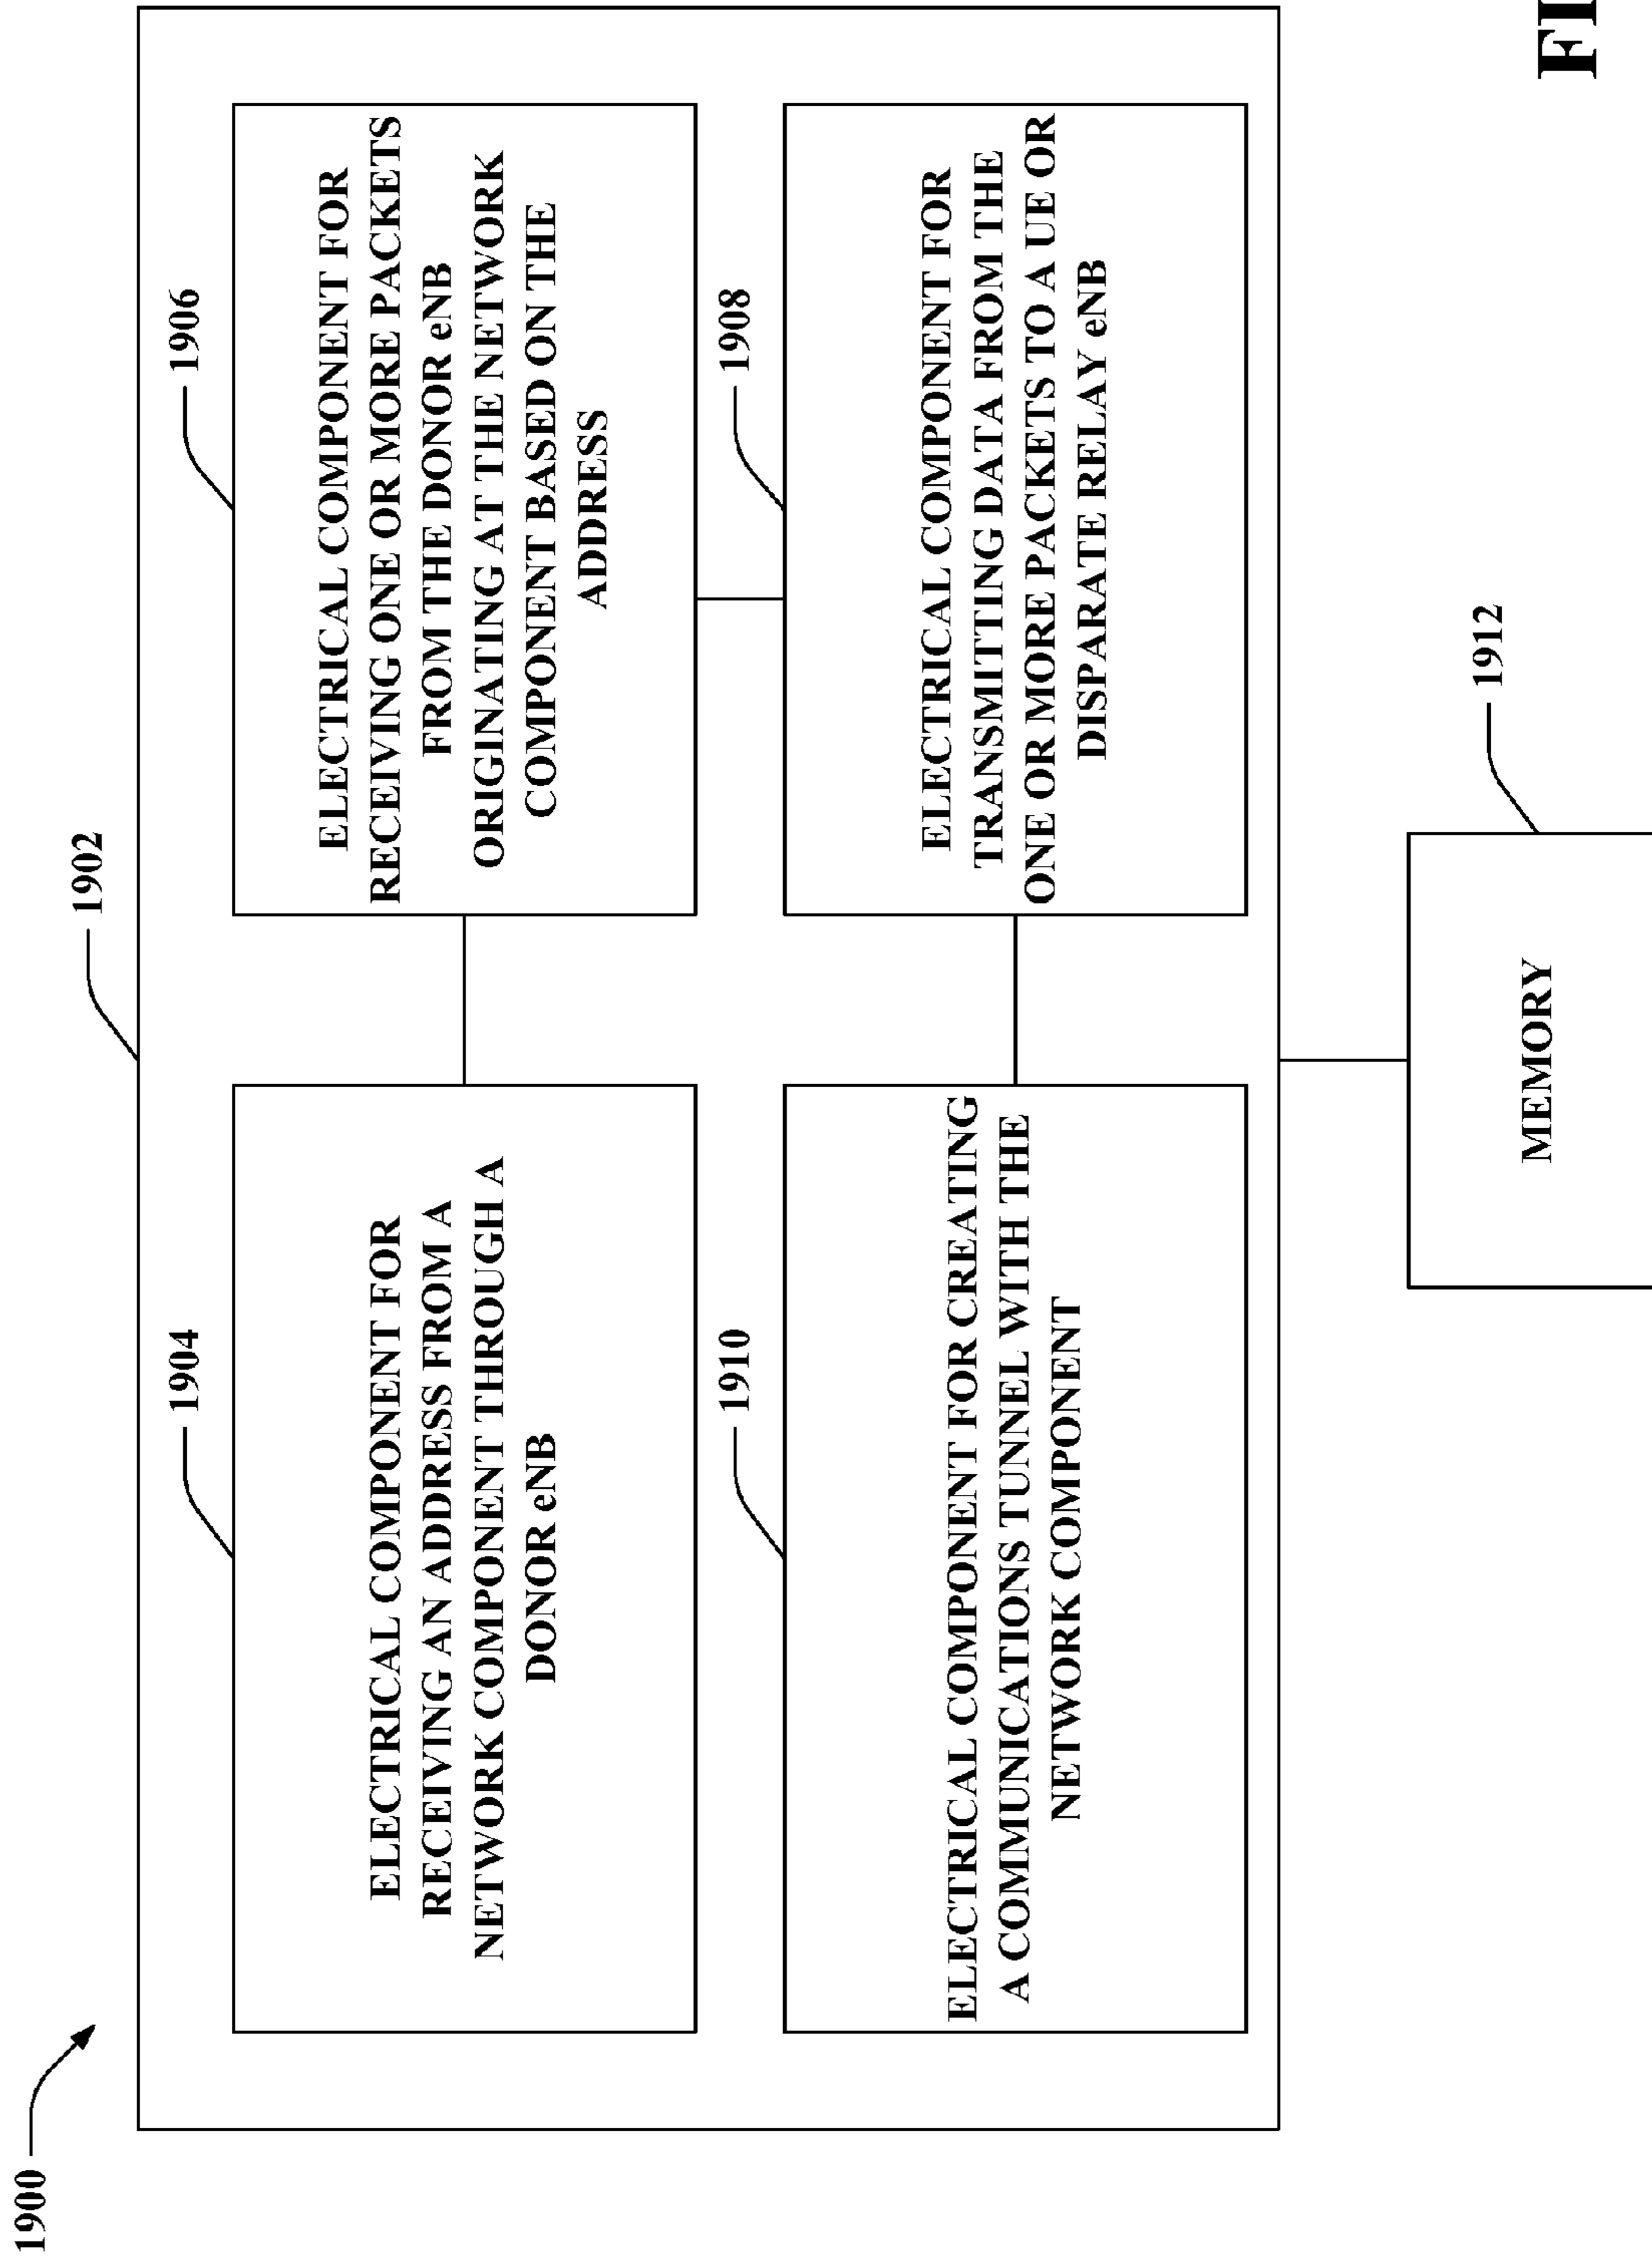 1900
1902
1904
ELECTRICAL COMPONENT FOR
RECEIVING AN ADDRESS FROM A
NETWORK COMPONENT THROUGH A
DONOR eNB
1906
ELECTRICAL COMPONENT FOR
RECEIVING ONE OR MORE PACKETS
FROM THE DONOR eNB
ORIGINATING AT THE NETWORK
COMPONENT BASED ON THE
ADDRESS
1910
ELECTRICAL COMPONENT FOR CREATING
A COMMUNICATIONS TUNNEL WITH THE
NETWORK COMPONENT
1908
ELECTRICAL COMPONENT FOR
TRANSMITTING DATA FROM THE
ONE OR MORE PACKETS TO A UE OR
DISPARATE RELAY eNB
1912
MEMORY
FI